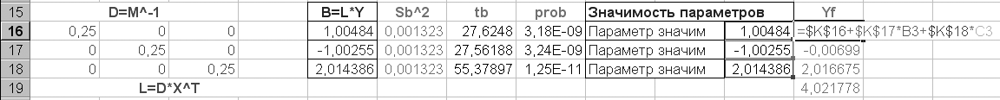 15 D=M^-1 B=L*Y Sb^2 tb prob Значимость параметров Yf
16 0,25 0 0 1,00484 0,001323 27,6248 3,18E-09 Параметр значим 1,00484 =$K$16+$K$17*B3+$K$18*C3
17 0 0,25 0 -1,00255 0,001323 27,56188 3,24E-09 Параметр значим -1,00255 -0,00699
18 0 0 0,25 2,014386 0,001323 55,37897 1,25E-11 Параметр значим 2,014386 2,016675
19 L=D*X^T 4,021778